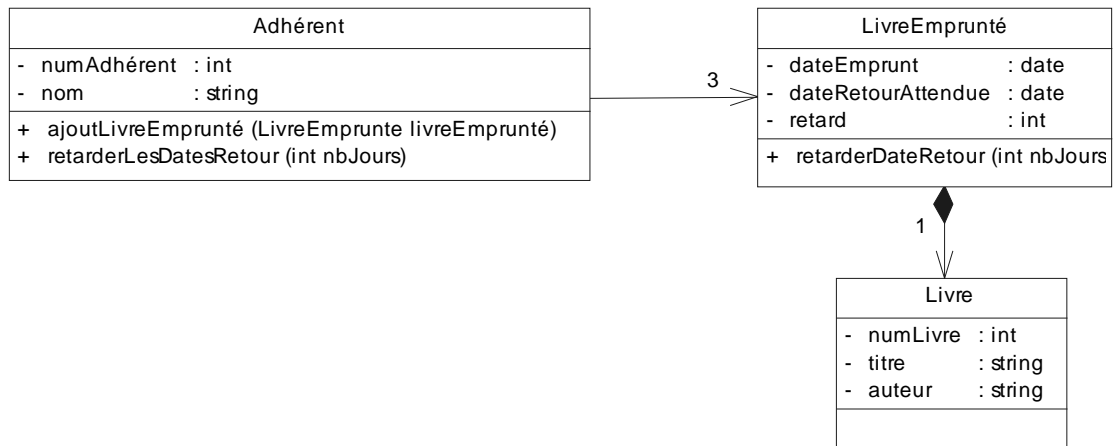 Adhérent
- numAdhérent : int
- nom : string
+ ajoutLivreEmprunté (LivreEmprunte livreEmprunté)
+ retarderLesDatesRetour (int nbJours)
3
LivreEmprunté
- dateEmprunt : date
- dateRetourAttendue : date
- retard : int
+ retarderDateRetour (int nbJours
1
Livre
- numLivre : int
- titre : string
- auteur : string